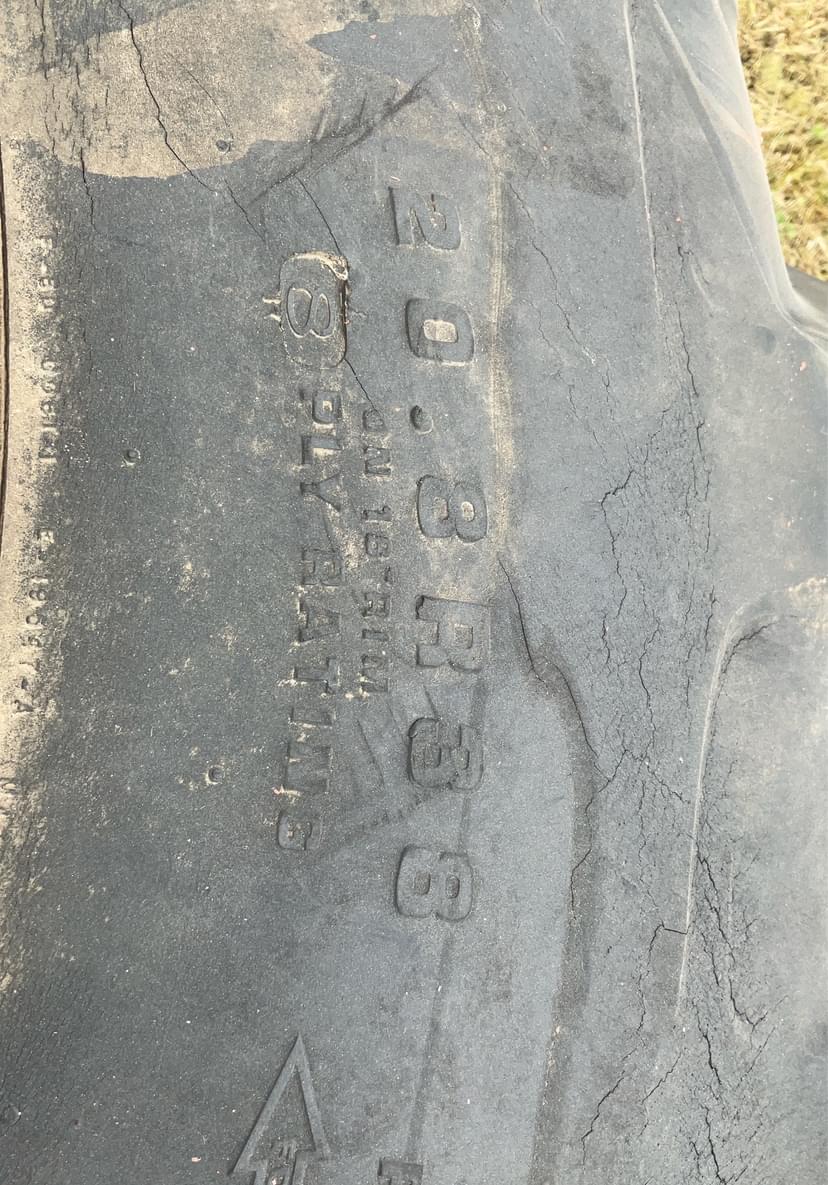 20.8R38
ON 18"RIM
8 PLY RATING